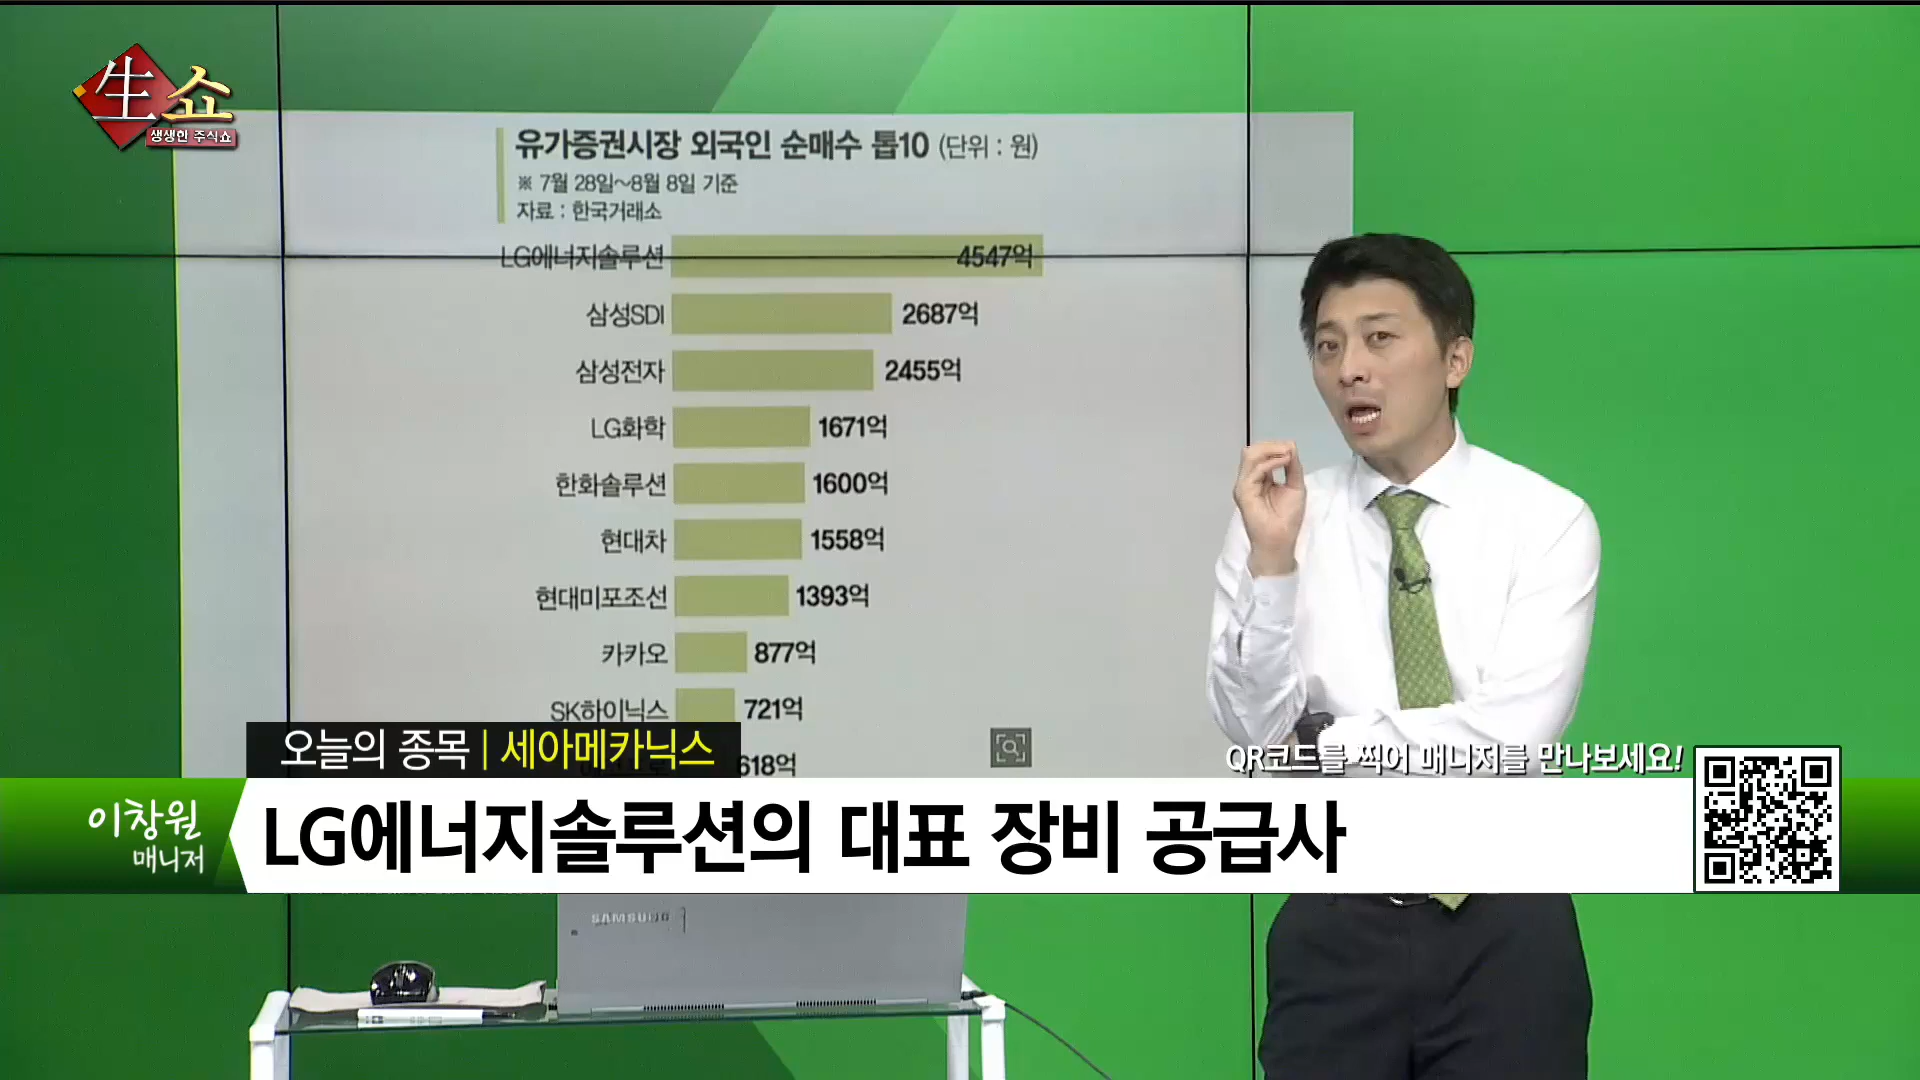 生쇼
생생한 주식쇼
유가증권시장 외국인 순매수 톱10 (단위 : 원)
※ 7월 28일~8월 8일 기준
자료 : 한국거래소
LG에너지솔루션 4547억
삼성SDI 2687억
삼성전자 2455억
LG화학 1671억
한화솔루션 1600억
현대차 1558억
현대미포조선 1393억
카카오 877억
SK하이닉스 721억
618억
오늘의 종목 | 세아메카닉스
QR코드를 찍어 매니저를 만나보세요!
이창원
매니저
LG에너지솔루션의 대표 장비 공급사
SAMSUNG